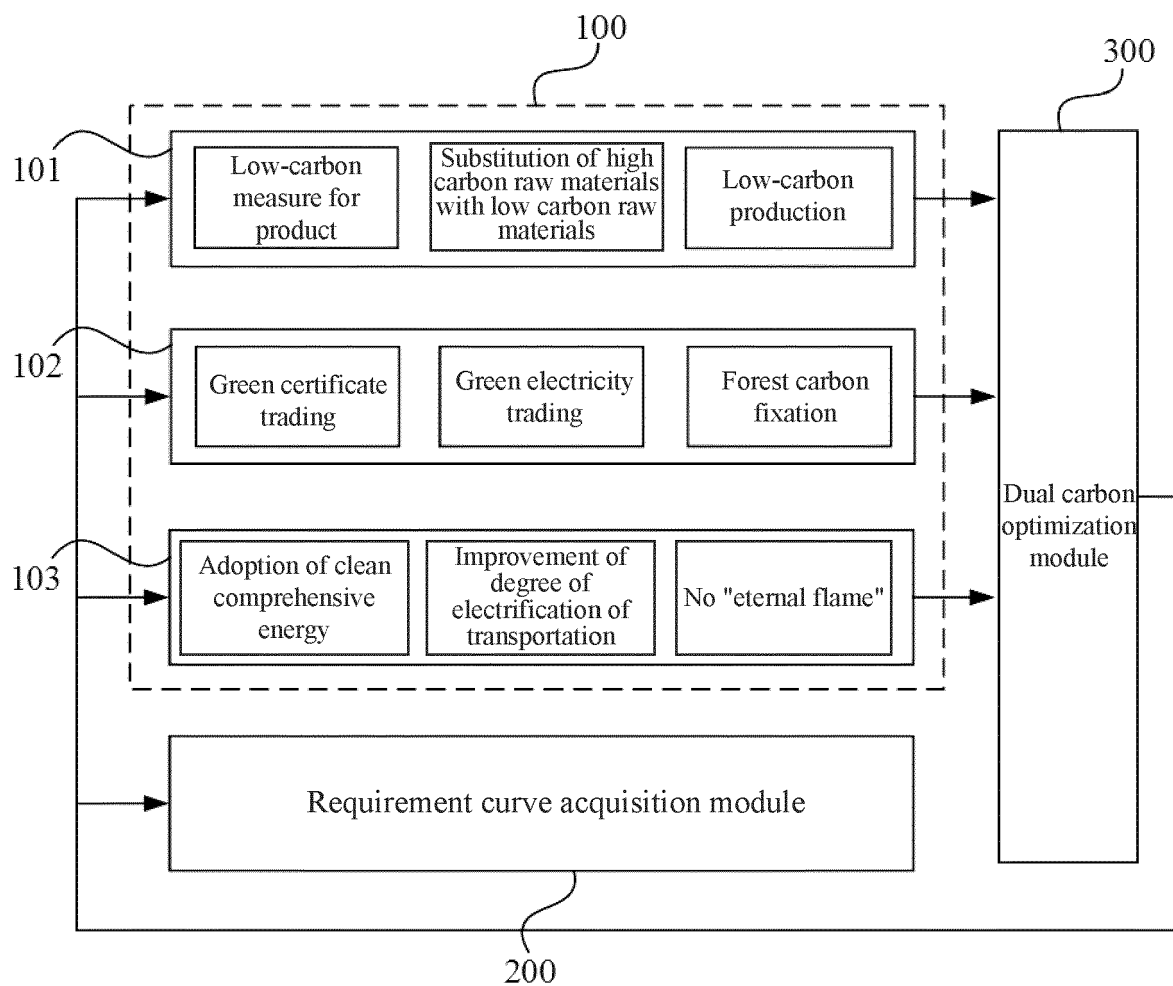 100
300
101
Low-carbon
measure for
product
Substitution of high
carbon raw materials
with low carbon raw
materials
Low-carbon
production
102
Green certificate
trading
Green electricity
trading
Forest carbon
fixation
103
Adoption of clean
comprehensive
energy
Improvement of
degree of
electrification of
transportation
No "eternal flame"
Dual carbon
optimization
module
Requirement curve acquisition module
200